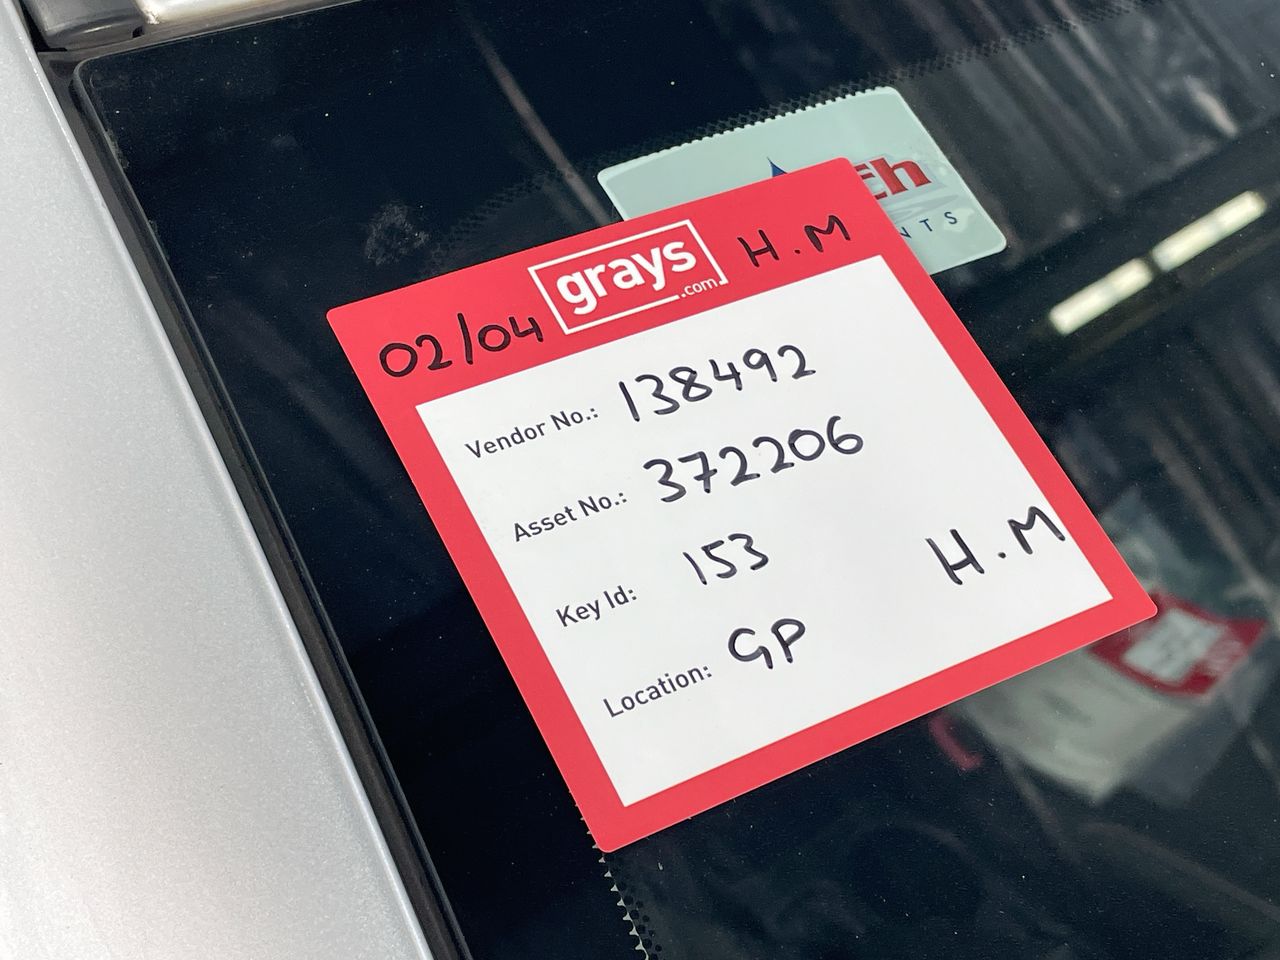 grays
.com
H.M
02/04
Vendor No.: 138492
Asset No.: 372206
Key Id: 153
H.M
Location: GP